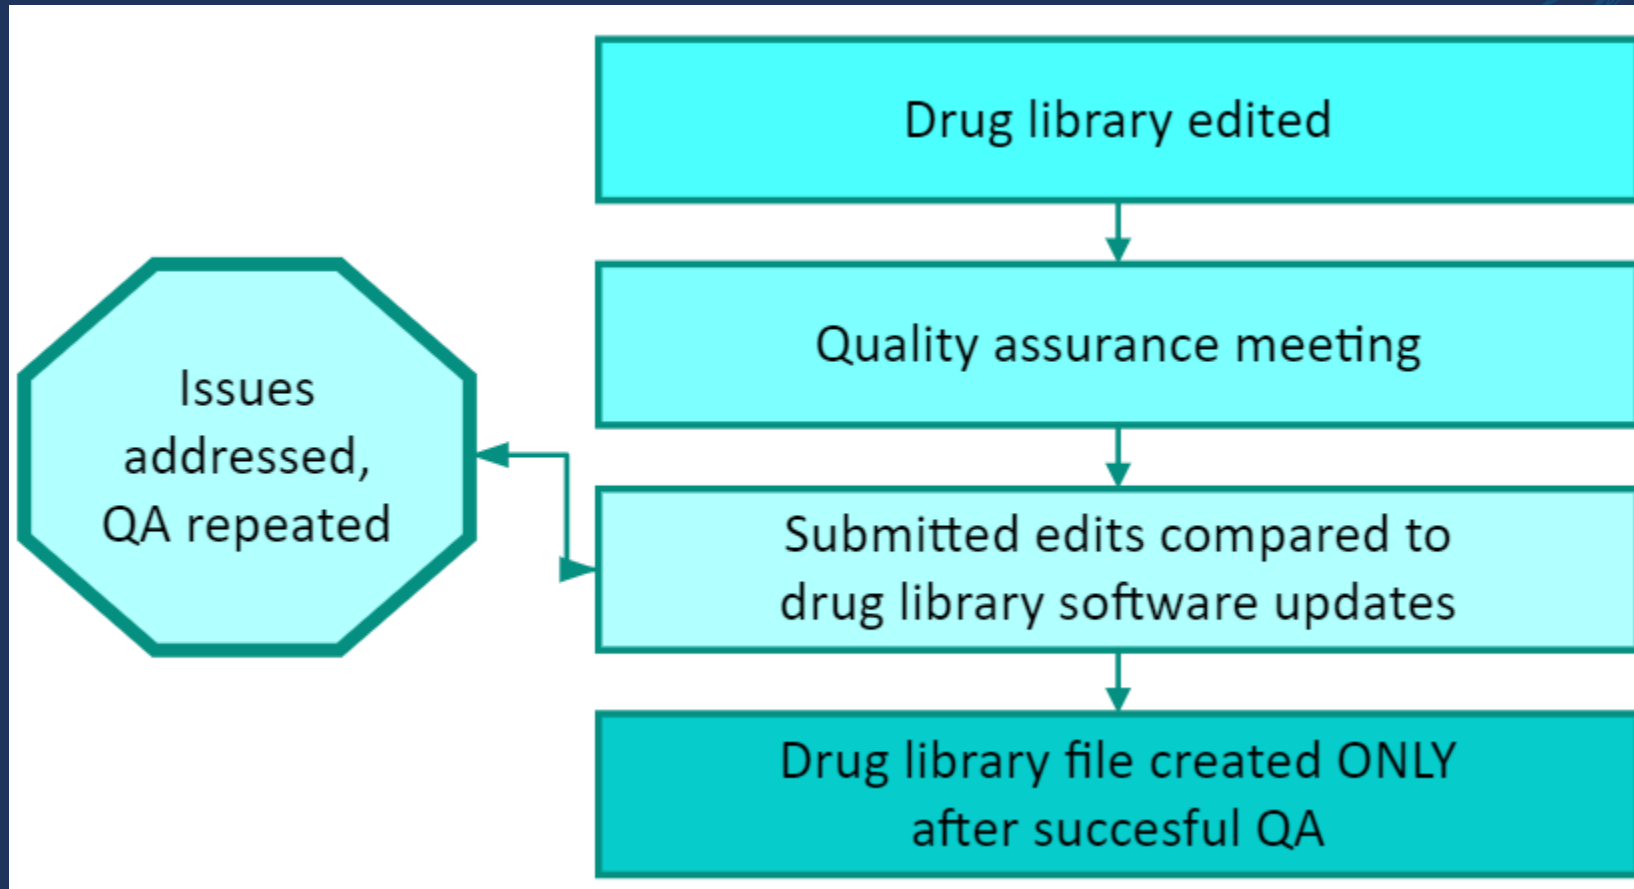 Drug library edited
Quality assurance meeting
Issues
addressed,
QA repeated
Submitted edits compared to
drug library software updates
Drug library file created ONLY
after succesful QA